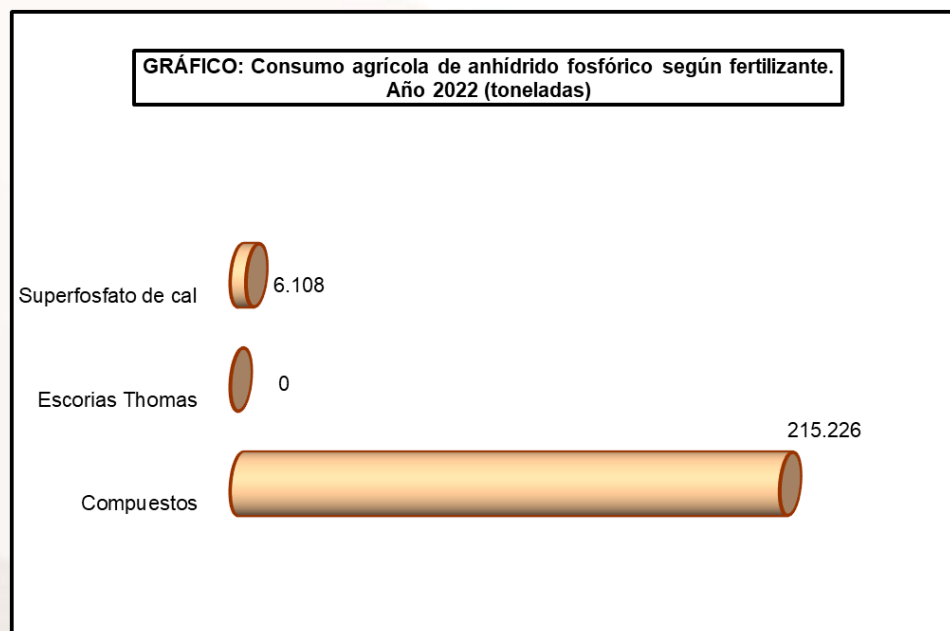 GRÁFICO: Consumo agrícola de anhídrido fosfórico según fertilizante.
Año 2022 (toneladas)
Superfosfato de cal
6.108
Escorias Thomas
0
Compuestos
215.226